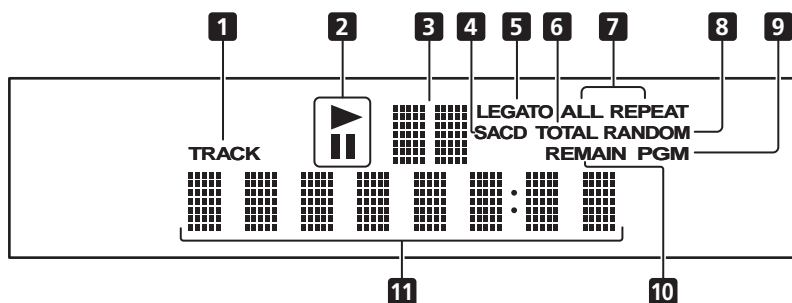 1 2 3 4 5 6 7 8 9
LEGATO ALL REPEAT
SACD TOTAL RANDOM
TRACK REMAIN PGM
:
11 10